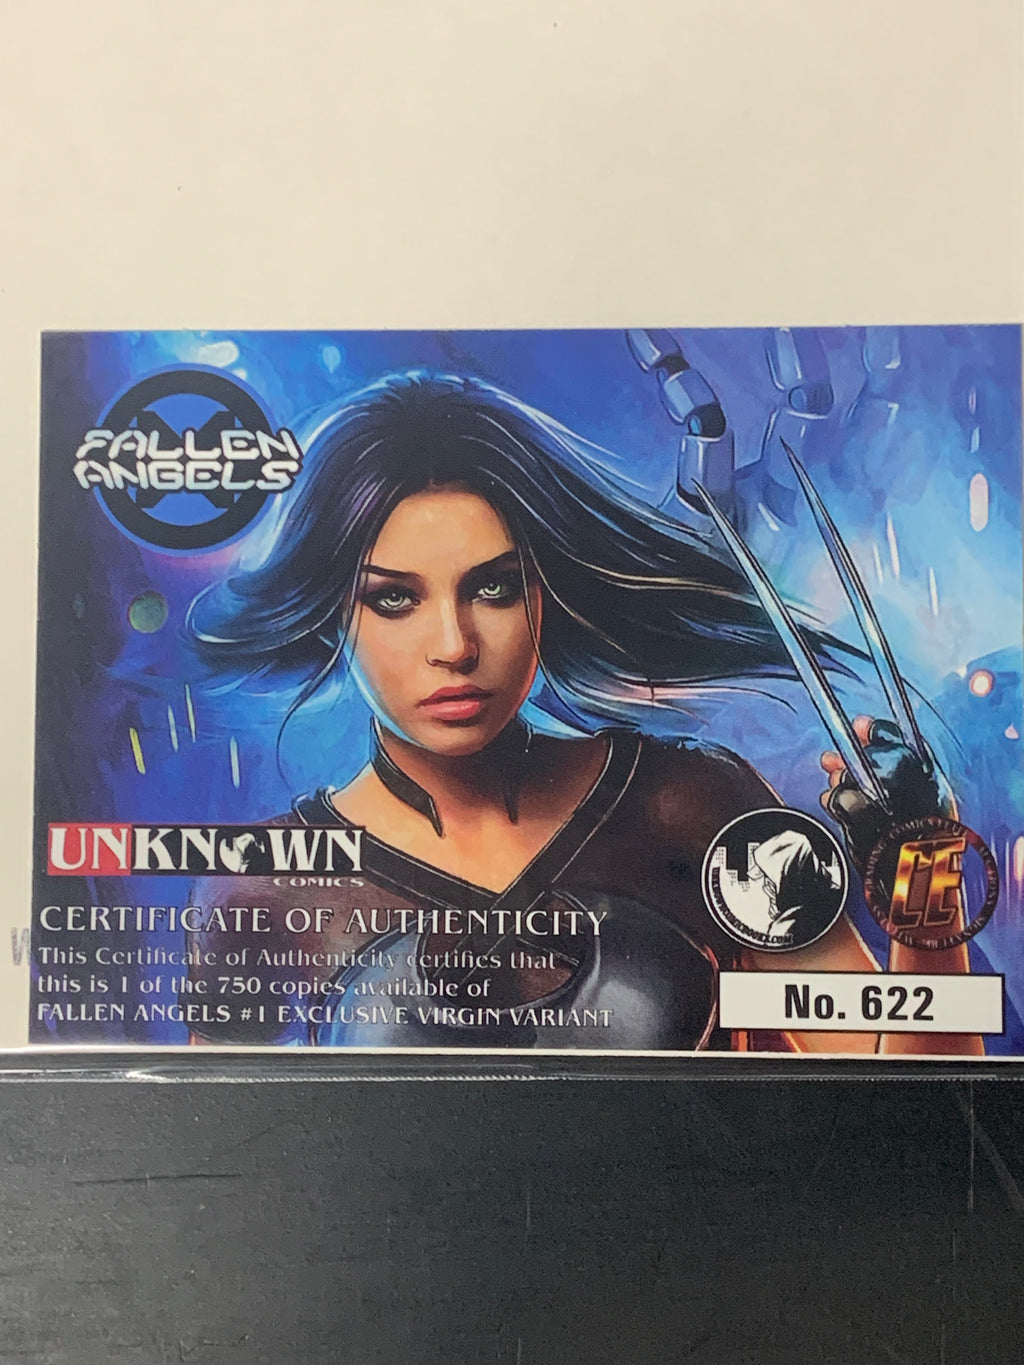 FALLEN
ANGELS
UNKNOWN
COMICS
CERTIFICATE OF AUTHENTICITY
This Certificate of Authenticity certifies that
this is 1 of the 750 copies available of
FALLEN ANGELS #1 EXCLUSIVE VIRGIN VARIANT
CE
No. 622